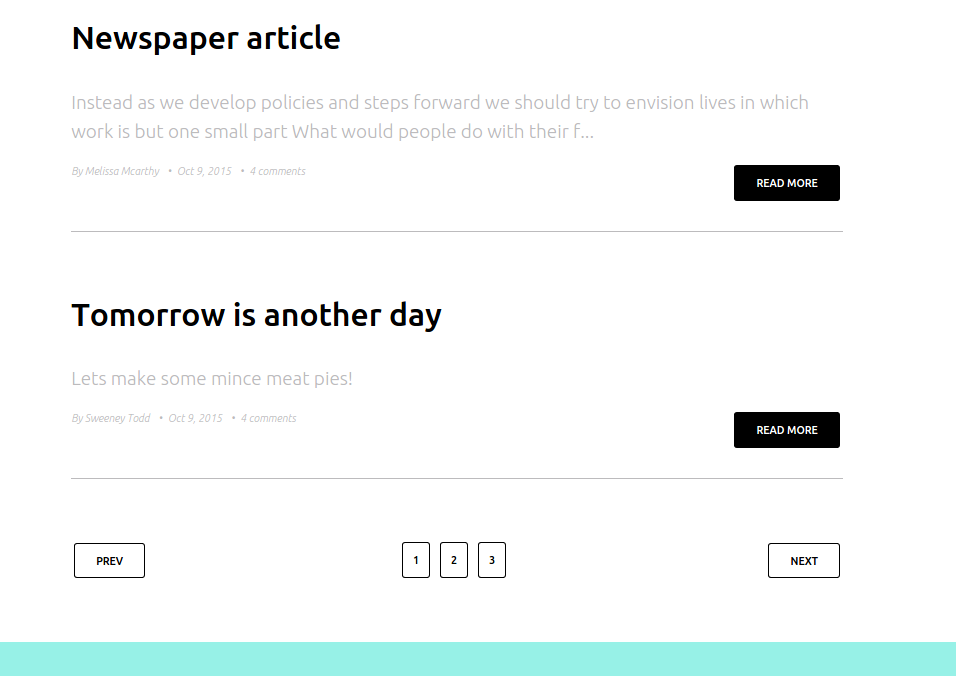 Newspaper article
Instead as we develop policies and steps forward we should try to envision lives in which
work is but one small part What would people do with their f...
By Melissa Mcarthy • Oct 9, 2015 • 4 comments
READ MORE
Tomorrow is another day
Lets make some mince meat pies!
By Sweeney Todd • Oct 9, 2015 • 4 comments
READ MORE
PREV 1 2 3 NEXT